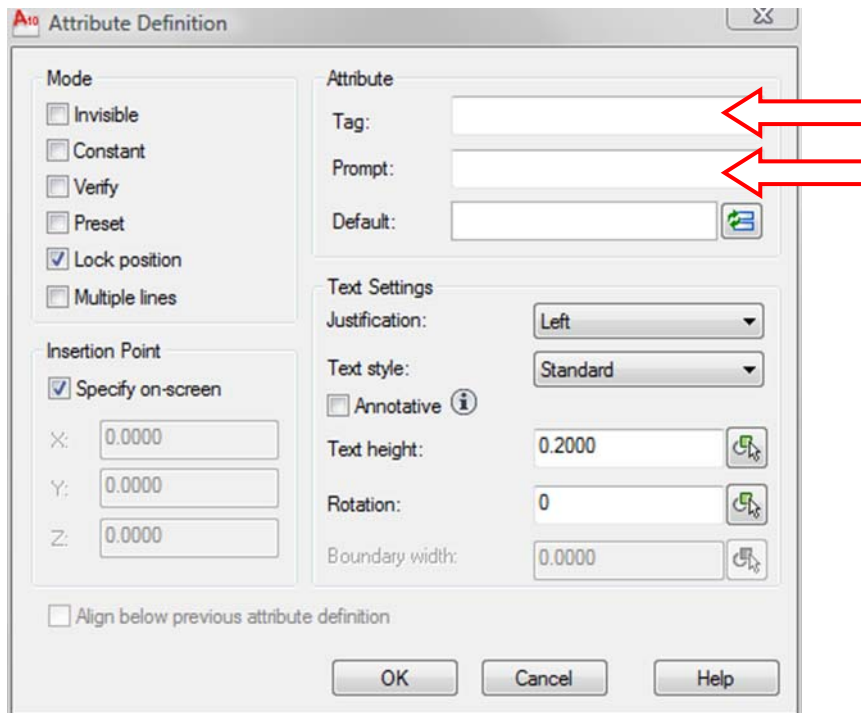 A10 Attribute Definition
Mode
Invisible
Constant
Verify
Preset
Lock position
Multiple lines
Insertion Point
Specify on-screen
X: 0.0000
Y: 0.0000
Z: 0.0000
Attribute
Tag:
Prompt:
Default:
Text Settings
Justification: Left
Text style: Standard
Annotative i
Text height: 0.2000
Rotation: 0
Boundary width: 0.0000
Align below previous attribute definition
OK Cancel Help